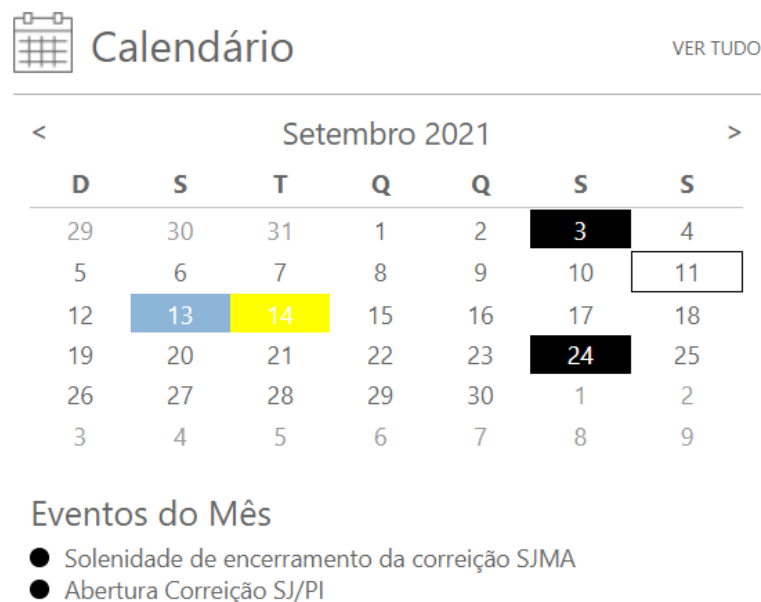 Calendário
VER TUDO
< Setembro 2021 >
D S T Q Q S S
29 30 31 1 2 3 4
5 6 7 8 9 10 11
12 13 14 15 16 17 18
19 20 21 22 23 24 25
26 27 28 29 30 1 2
3 4 5 6 7 8 9
Eventos do Mês
Solenidade de encerramento da correição SJMA
Abertura Correição SJ/PI